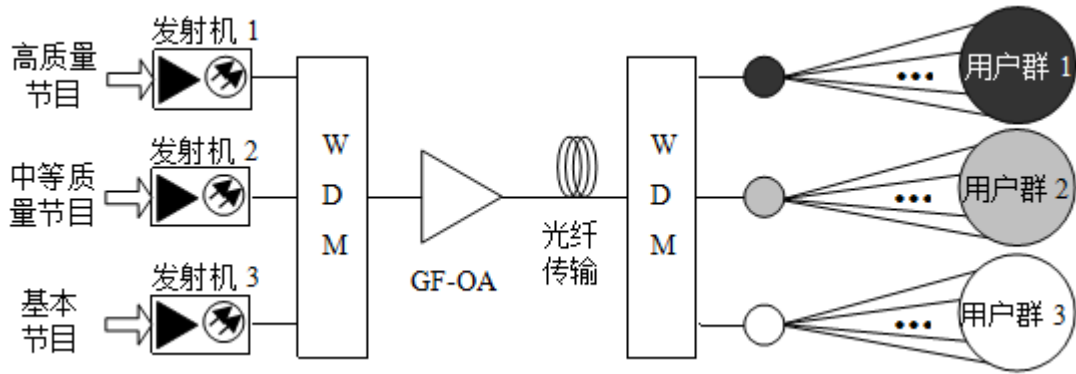 高质量
节目
发射机 1
中等质
量节目
发射机 2
基本
节目
发射机 3
W
D
M
GF-OA
光纤
传输
W
D
M
用户群 1
用户群 2
用户群 3